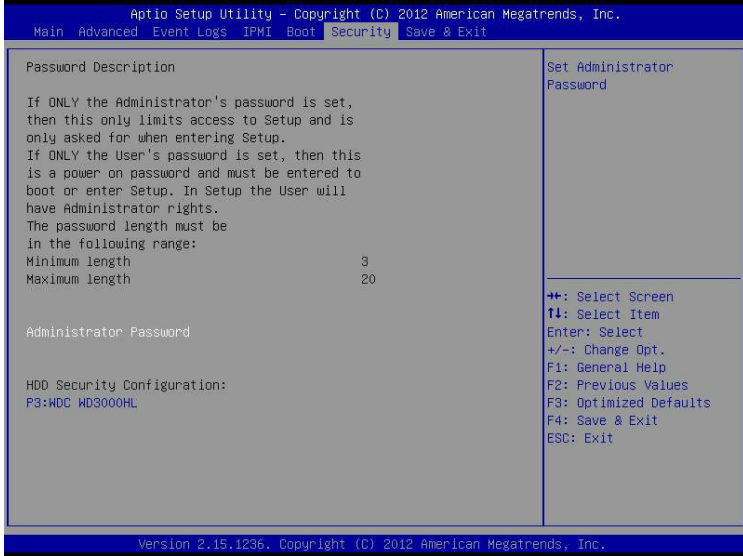 Aptio Setup Utility – Copyright (C) 2012 American Megatrends, Inc.
Main Advanced Event Logs IPMI Boot Security Save & Exit
Password Description
If ONLY the Administrator's password is set,
then this only limits access to Setup and is
only asked for when entering Setup.
If ONLY the User's password is set, then this
is a power on password and must be entered to
boot or enter Setup. In Setup the User will
have Administrator rights.
The password length must be
in the following range:
Minimum length 3
Maximum length 20
Administrator Password
HDD Security Configuration:
P3:WDC WD3000HL
Set Administrator
Password
→←: Select Screen
↑↓: Select Item
Enter: Select
+/-: Change Opt.
F1: General Help
F2: Previous Values
F3: Optimized Defaults
F4: Save & Exit
ESC: Exit
Version 2.15.1236. Copyright (C) 2012 American Megatrends, Inc.